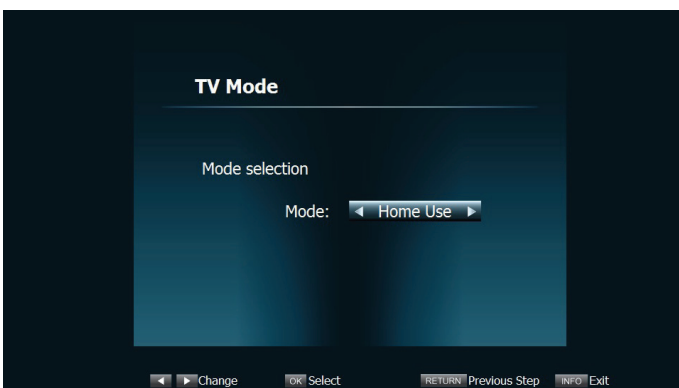 TV Mode
Mode selection
Mode: Home Use
Change OK Select RETURN Previous Step INFO Exit